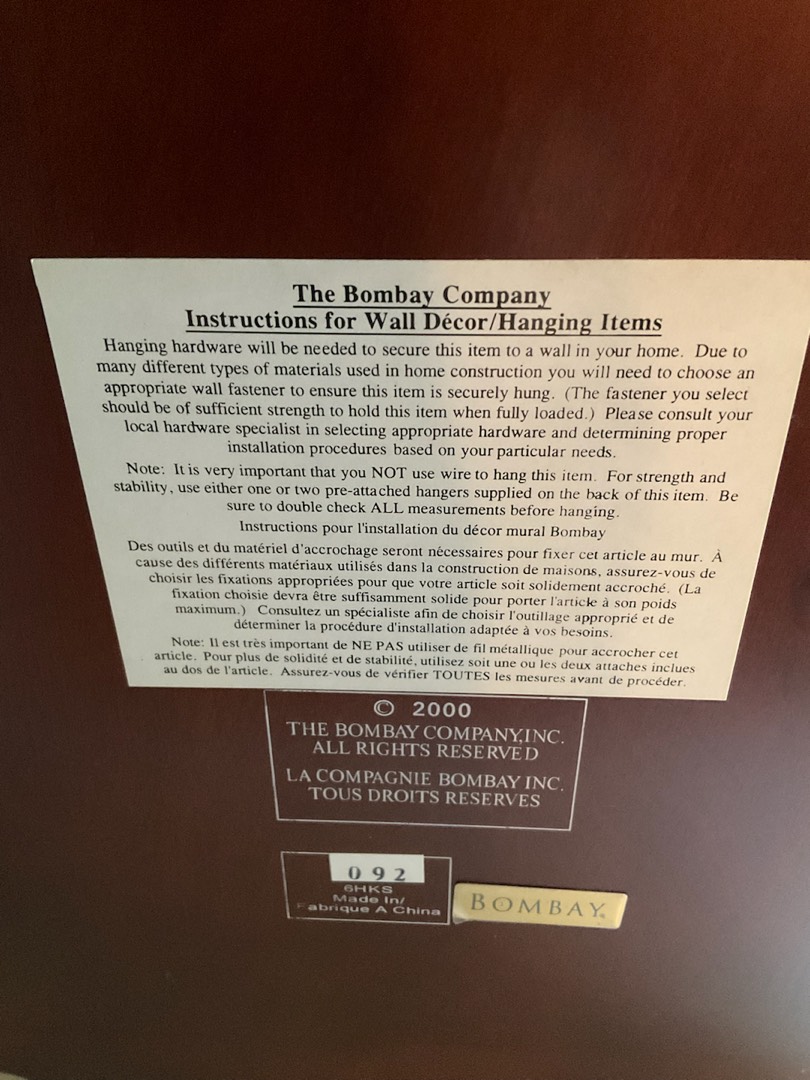 The Bombay Company
Instructions for Wall Décor/Hanging Items
Hanging hardware will be needed to secure this item to a wall in your home. Due to
many different types of materials used in home construction you will need to choose an
appropriate wall fastener to ensure this item is securely hung. (The fastener you select
should be of sufficient strength to hold this item when fully loaded.) Please consult your
local hardware specialist in selecting appropriate hardware and determining proper
installation procedures based on your particular needs.
Note: It is very important that you NOT use wire to hang this item. For strength and
stability, use either one or two pre-attached hangers supplied on the back of this item. Be
sure to double check ALL measurements before hanging.
Instructions pour l'installation du décor mural Bombay
Des outils et du matériel d'accrochage seront nécessaires pour fixer cet article au mur. À
cause des différents matériaux utilisés dans la construction de maisons, assurez-vous de
choisir les fixations appropriées pour que votre article soit solidement accroché. (La
fixation choisie devra être suffisamment solide pour porter l'article à son poids
maximum.) Consultez un spécialiste afin de choisir l'outillage approprié et de
déterminer la procédure d'installation adaptée à vos besoins.
Note: Il est très important de NE PAS utiliser de fil métallique pour accrocher cet
article. Pour plus de solidité et de stabilité, utilisez soit une ou les deux attaches inclues
au dos de l'article. Assurez-vous de vérifier TOUTES les mesures avant de procéder.
© 2000
THE BOMBAY COMPANY,INC.
ALL RIGHTS RESERVED
LA COMPAGNIE BOMBAY INC.
TOUS DROITS RESERVES
092
6HKS
Made In/
Fabrique A China
BOMBAY